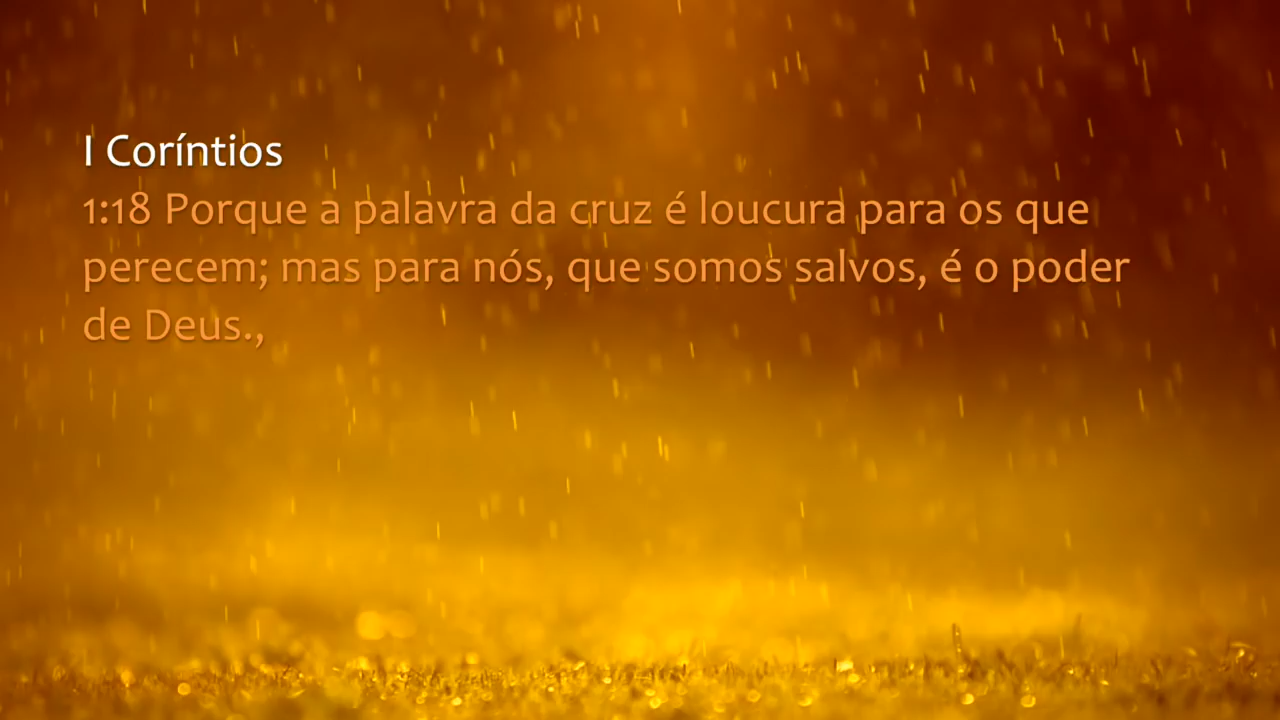 I Coríntios
1:18 Porque a palavra da cruz é loucura para os que
perecem; mas para nós, que somos salvos, é o poder
de Deus.,